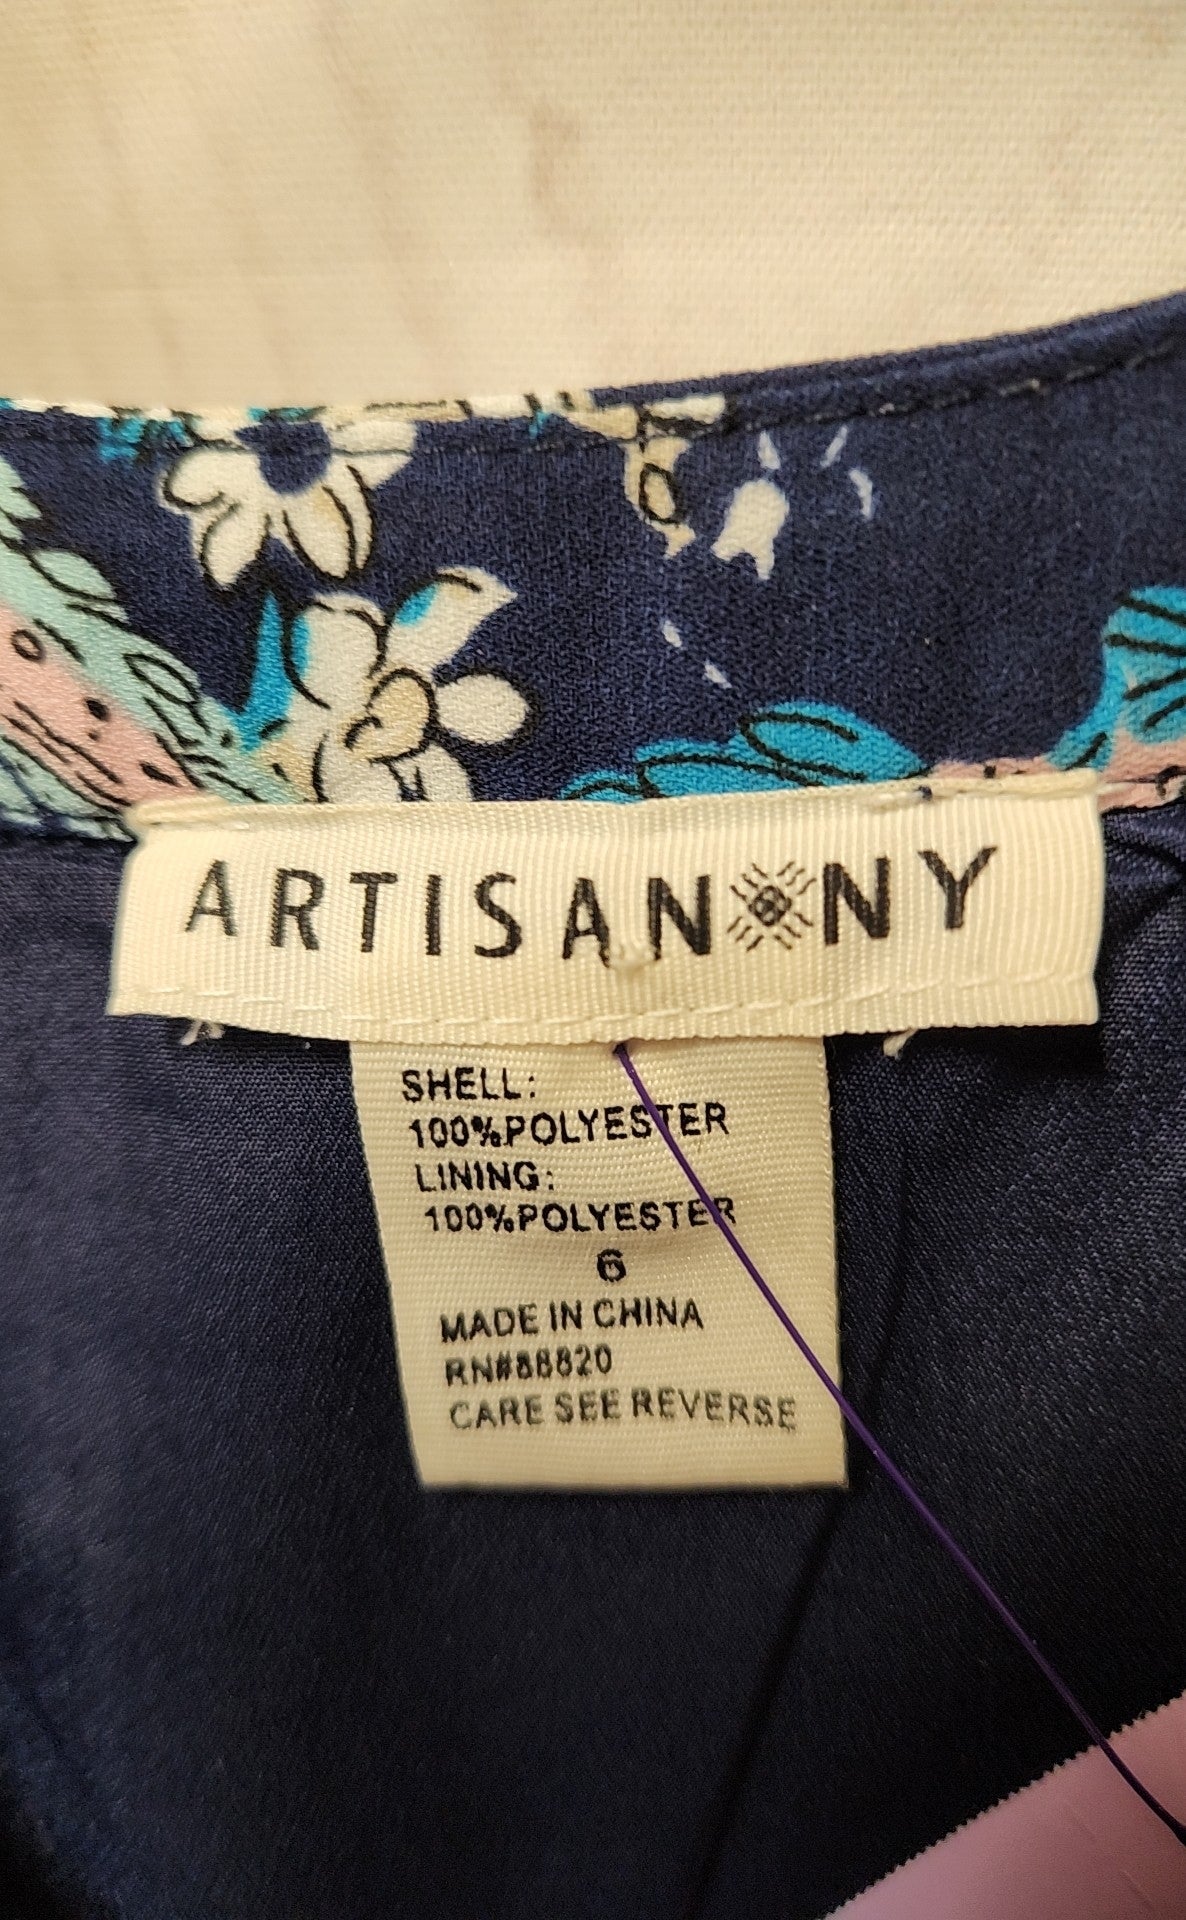 ARTISAN NY
SHELL:
100%POLYESTER
LINING:
100%POLYESTER
6
MADE IN CHINA
RN#88820
CARE SEE REVERSE